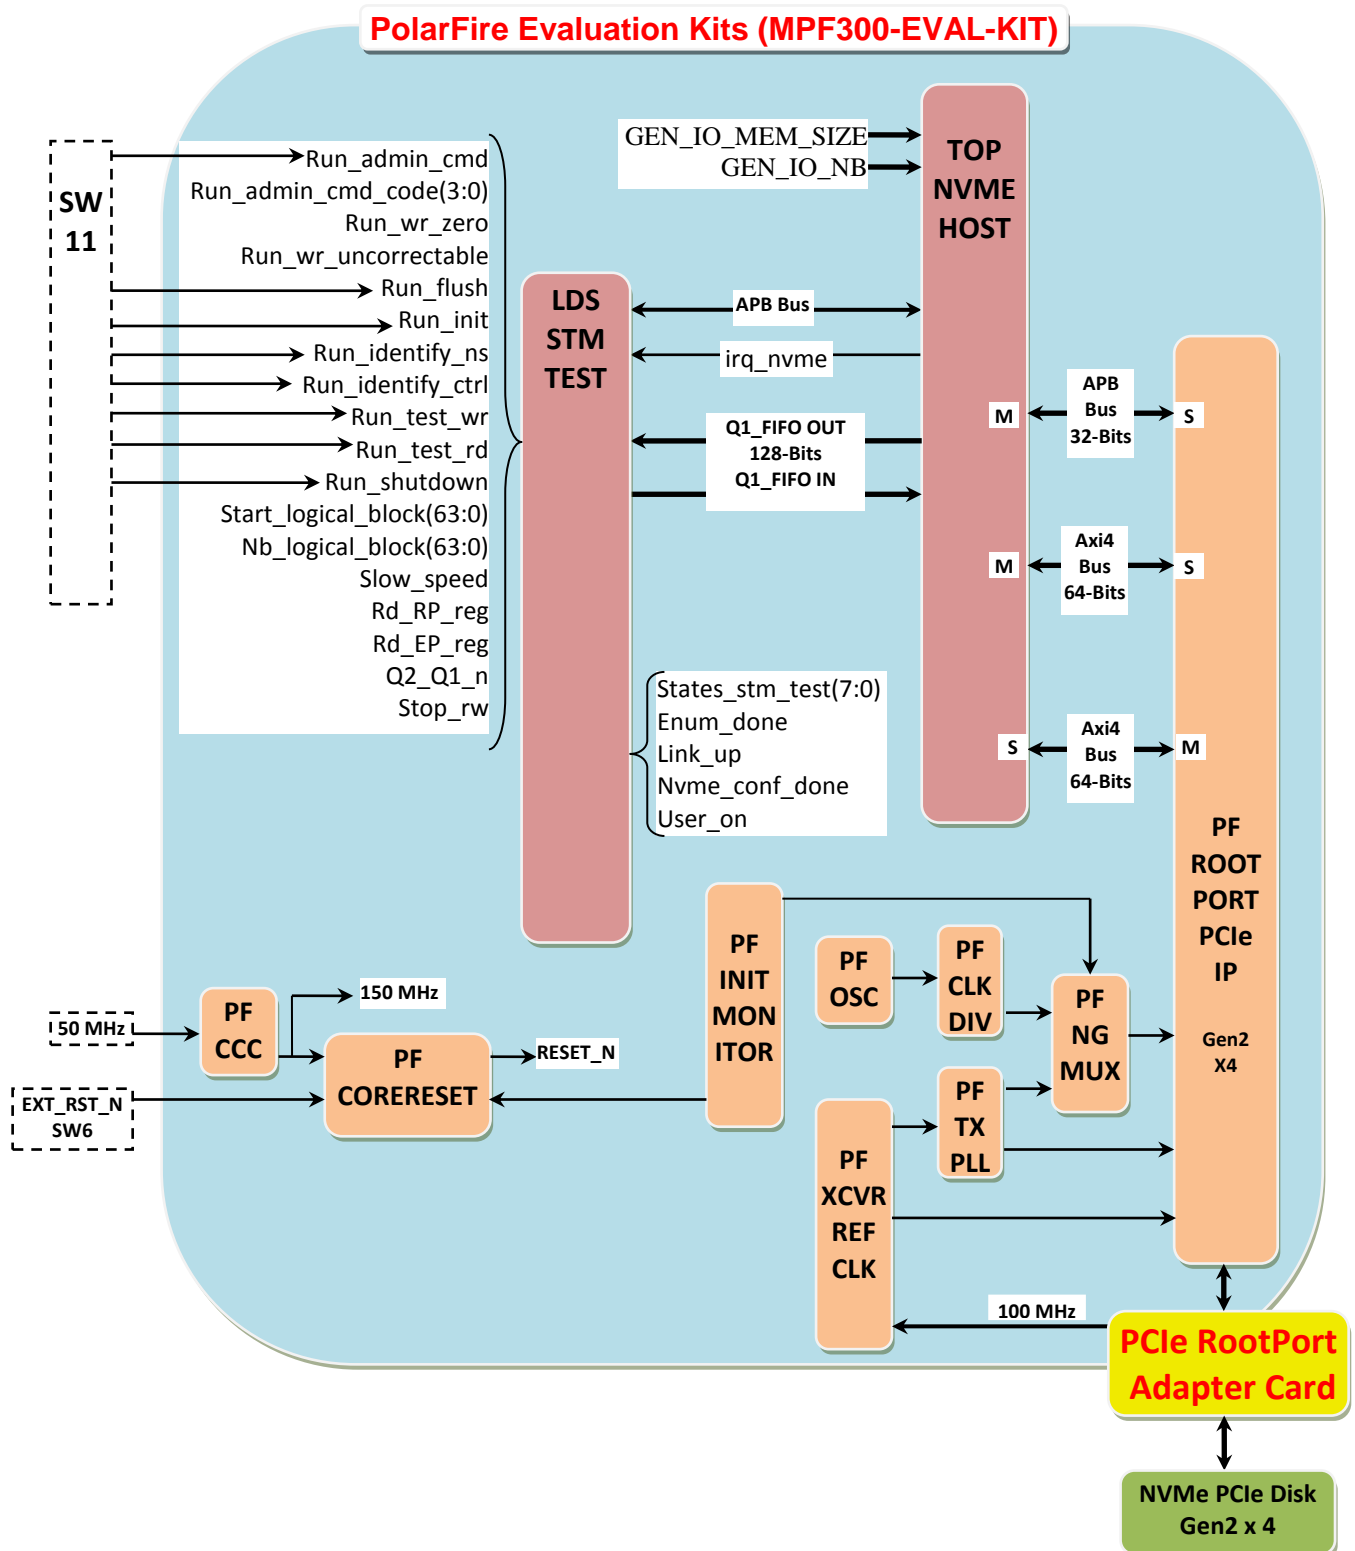 PolarFire Evaluation Kits (MPF300-EVAL-KIT)
SW
11
Run_admin_cmd
Run_admin_cmd_code(3:0)
Run_wr_zero
Run_wr_uncorrectable
Run_flush
Run_init
Run_identify_ns
Run_identify_ctrl
Run_test_wr
Run_test_rd
Run_shutdown
Start_logical_block(63:0)
Nb_logical_block(63:0)
Slow_speed
Rd_RP_reg
Rd_EP_reg
Q2_Q1_n
Stop_rw
LDS
STM
TEST
GEN_IO_MEM_SIZE
GEN_IO_NB
TOP
NVME
HOST
APB Bus
irq_nvme
Q1_FIFO OUT
128-Bits
Q1_FIFO IN
M
APB
Bus
32-Bits
S
M
Axi4
Bus
64-Bits
S
S
Axi4
Bus
64-Bits
M
States_stm_test(7:0)
Enum_done
Link_up
Nvme_conf_done
User_on
PF
ROOT
PORT
PCIe
IP
Gen2
X4
PF
INIT
MON
ITOR
PF
OSC
PF
CLK
DIV
PF
NG
MUX
50 MHz
PF
CCC
150 MHz
PF
CORERESET
RESET_N
EXT_RST_N
SW6
PF
TX
PLL
PF
XCVR
REF
CLK
100 MHz
PCIe RootPort
Adapter Card
NVMe PCIe Disk
Gen2 x 4